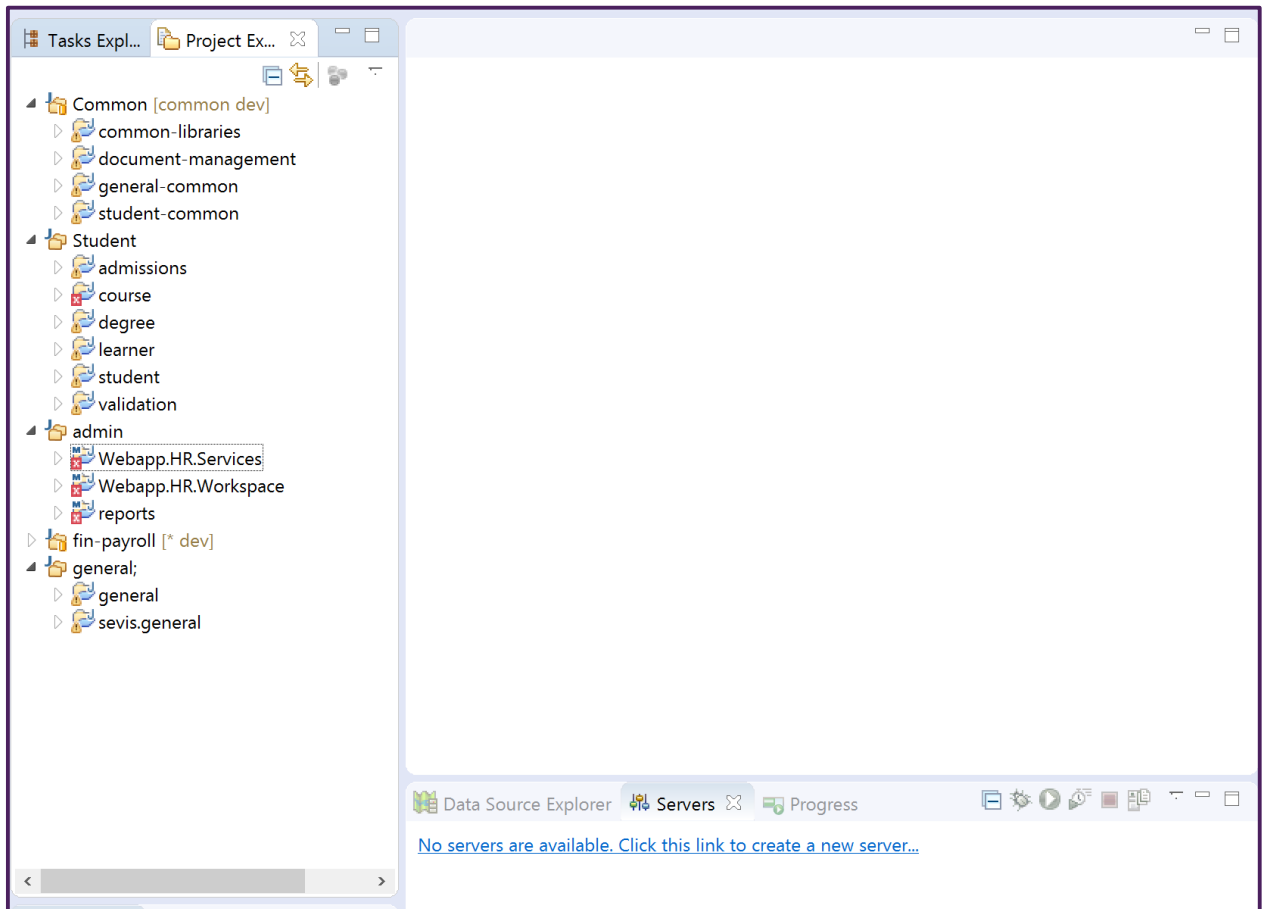 Tasks Expl...
Project Ex...
Common [common dev]
common-libraries
document-management
general-common
student-common
Student
admissions
course
degree
learner
student
validation
admin
Webapp.HR.Services
Webapp.HR.Workspace
reports
fin-payroll [* dev]
general;
general
sevis.general
Data Source Explorer
Servers
Progress
No servers are available. Click this link to create a new server...